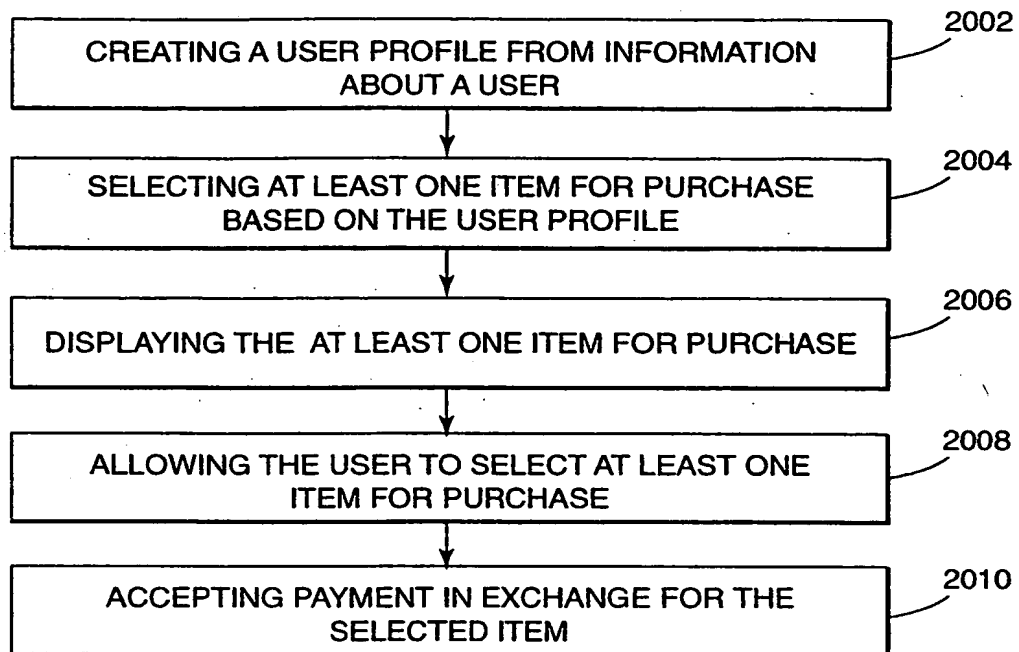 2002
CREATING A USER PROFILE FROM INFORMATION
ABOUT A USER
2004
SELECTING AT LEAST ONE ITEM FOR PURCHASE
BASED ON THE USER PROFILE
2006
DISPLAYING THE AT LEAST ONE ITEM FOR PURCHASE
2008
ALLOWING THE USER TO SELECT AT LEAST ONE
ITEM FOR PURCHASE
2010
ACCEPTING PAYMENT IN EXCHANGE FOR THE
SELECTED ITEM